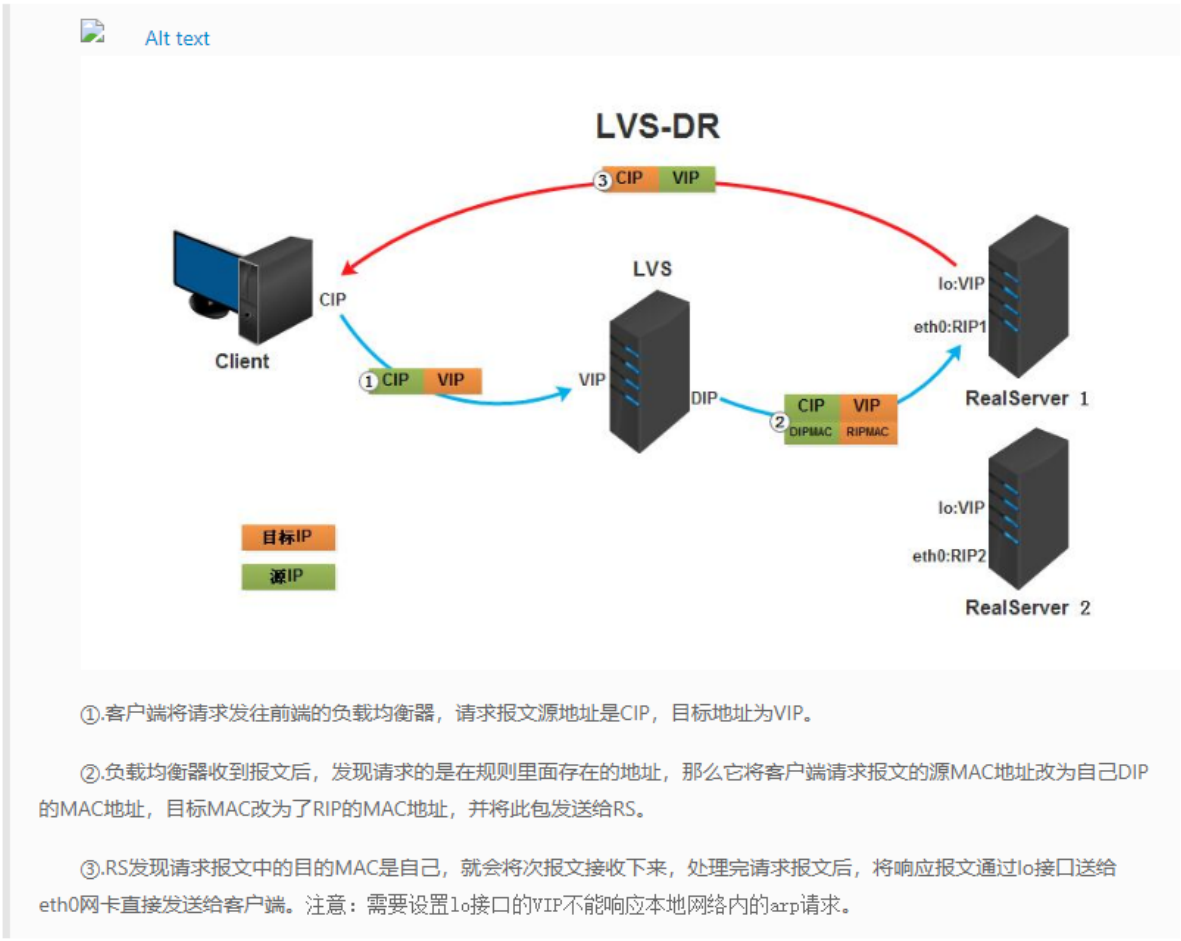 Alt text
LVS-DR
③ CIP VIP
LVS
lo:VIP
CIP
eth0:RIP1
Client
① CIP VIP
VIP
DIP
RealServer 1
② CIP VIP
DIPMAC RIPMAC
lo:VIP
目标IP
eth0:RIP2
源IP
RealServer 2
①.客户端将请求发往前端的负载均衡器，请求报文源地址是CIP，目标地址为VIP。
②.负载均衡器收到报文后，发现请求的是在规则里面存在的地址，那么它将客户端请求报文的源MAC地址改为自己DIP
的MAC地址，目标MAC改为了RIP的MAC地址，并将此包发送给RS。
③.RS发现请求报文中的目的MAC是自己，就会将次报文接收下来，处理完请求报文后，将响应报文通过lo接口送给
eth0网卡直接发送给客户端。注意：需要设置lo接口的VIP不能响应本地网络内的arp请求。